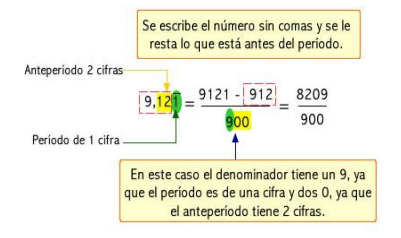 Se escribe el número sin comas y se le
resta lo que está antes del período.
Anteperíodo 2 cifras
9,121 = 9121 - 912 / 900 = 8209 / 900
Período de 1 cifra
En este caso el denominador tiene un 9, ya
que el período es de una cifra y dos 0, ya que
el anteperíodo tiene 2 cifras.